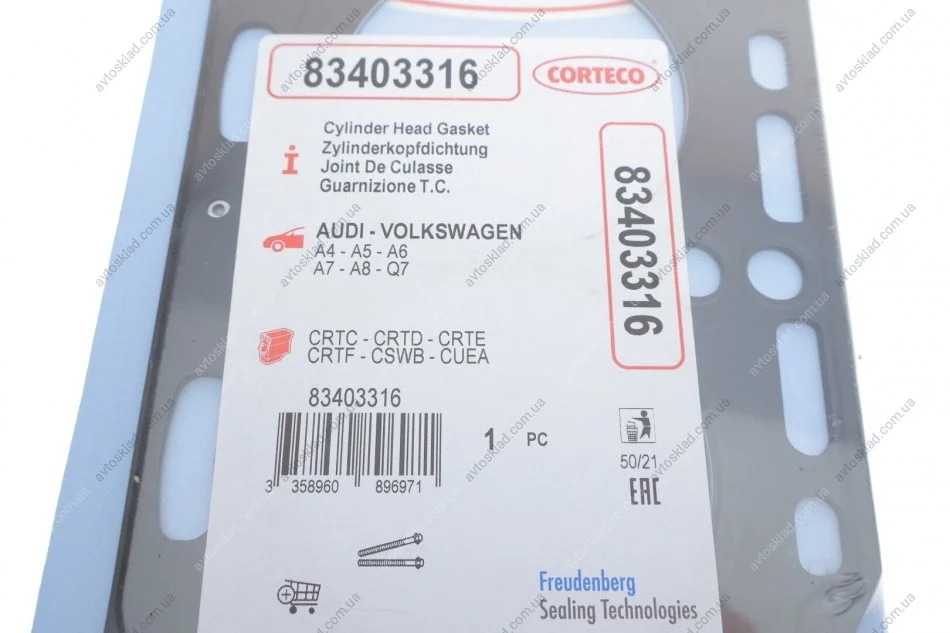 83403316
CORTECO
Cylinder Head Gasket
Zylinderkopfdichtung
Joint De Culasse
Guarnizione T.C.
83403316
AUDI - VOLKSWAGEN
A4 - A5 - A6
A7 - A8 - Q7
CRTC - CRTD - CRTE
CRTF - CSWB - CUEA
83403316
3 358960 896971
1 PC
50/21
EAC
Freudenberg
Sealing Technologies
avtosklad.com.ua